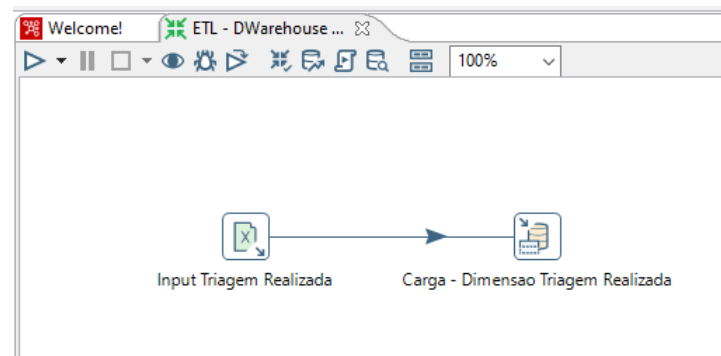 Welcome!
ETL - DWarehouse ...
100%
Input Triagem Realizada
Carga - Dimensao Triagem Realizada